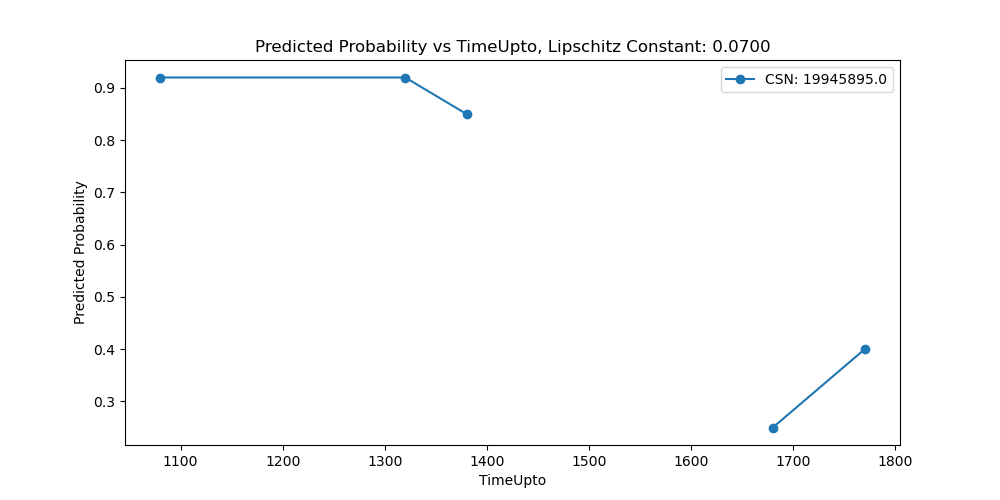 Predicted Probability vs TimeUpto, Lipschitz Constant: 0.0700
CSN: 19945895.0
Predicted Probability
0.9
0.8
0.7
0.6
0.5
0.4
0.3
1100 1200 1300 1400 1500 1600 1700 1800
TimeUpto